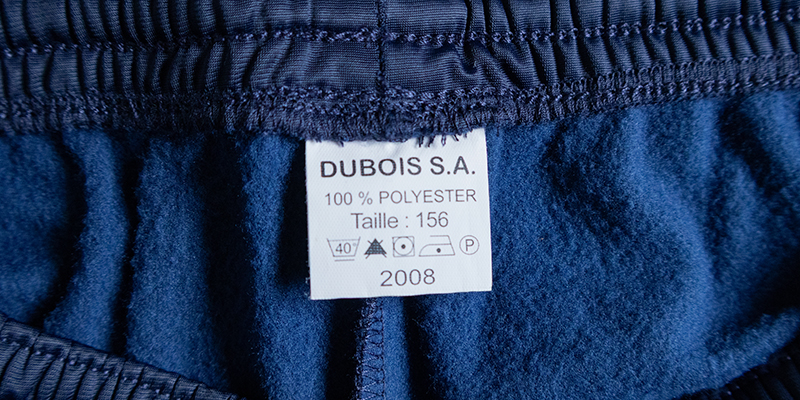 DUBOIS S.A.
100 % POLYESTER
Taille : 156
40° P
2008